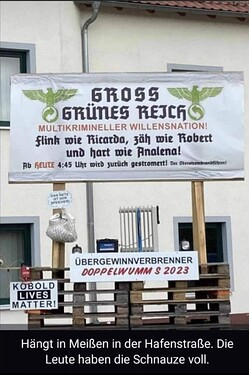 GROSS
GRÜNES REICH
MULTIKRIMINELLER WILLENSNATION!
Flink wie Ricarda, zäh wie Robert
und hart wie Analena!
Ab HEUTE 4:45 Uhr wird zurück gestromert!
ÜBERGEWINNVERBRENNER
DOPPELWUMMS 2023
KOBOLD
LIVES
MATTER!
Hängt in Meißen in der Hafenstraße. Die
Leute haben die Schnauze voll.